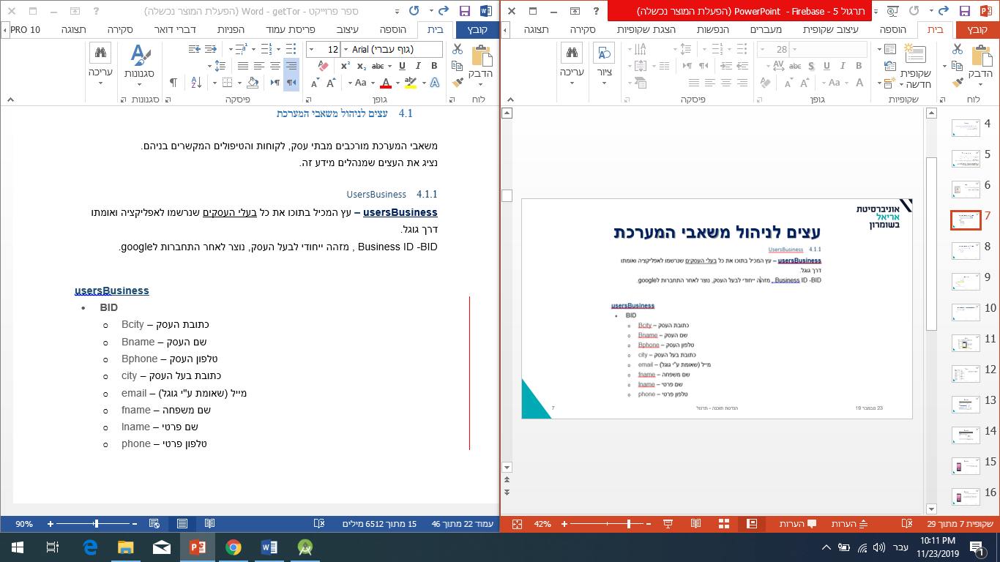 ספר פרוייקט - getTor - Word (הפעלת המוצר נכשלה)
קובץ בית הוספה עיצוב פריסת עמוד הפניות דברי דואר סקירה תצוגה PRO 10
הדבק
לוח
Arial (גוף עברי) 12
גופן
פיסקה
סגנונות
סגנונות
עריכה
4.1 עצים לניהול משאבי המערכת
משאבי המערכת מורכבים מבתי עסק, לקוחות והטיפולים המקשרים בניהם.
נציג את העצים שמנהלים מידע זה.
4.1.1 UsersBusiness
usersBusiness – עץ המכיל בתוכו את כל בעלי העסקים שנרשמו לאפליקציה ואומתו
דרך גוגל.
Business ID -BID , מזהה ייחודי לבעל העסק, נוצר לאחר התחברות לgoogle.
usersBusiness
• BID
o Bcity – כתובת העסק
o Bname – שם העסק
o Bphone – טלפון העסק
o city – כתובת בעל העסק
o email – מייל (שאומת ע"י גוגל)
o fname – שם משפחה
o lname – שם פרטי
o phone – טלפון פרטי
עמוד 22 מתוך 46 15 מתוך 6512 מילים
90%
תרגול 5 - Firebase - PowerPoint (הפעלת המוצר נכשלה)
קובץ בית הוספה עיצוב שקופית מעברים הנפשות הצגת שקופיות סקירה תצוגה
הדבק
לוח
שקופית חדשה
שקופיות
28
גופן
פיסקה
ציור
עריכה
4
5
6
7
8
9
10
11
12
13
14
15
16
אוניברסיטת
אריאל
בשומרון
עצים לניהול משאבי המערכת
4.1.1 UsersBusiness
usersBusiness – עץ המכיל בתוכו את כל בעלי העסקים שנרשמו לאפליקציה ואומתו
דרך גוגל.
Business ID -BID , מזהה ייחודי לבעל העסק, נוצר לאחר התחברות לgoogle.
usersBusiness
• BID
o Bcity – כתובת העסק
o Bname – שם העסק
o Bphone – טלפון העסק
o city – כתובת בעל העסק
o email – מייל (שאומת ע"י גוגל)
o fname – שם משפחה
o lname – שם פרטי
o phone – טלפון פרטי
23 נובמבר 19 הנדסת תוכנה - תרגול 7
שקופית 7 מתוך 29 הערות הערות 42%
עבר
10:11 PM
11/23/2019
1